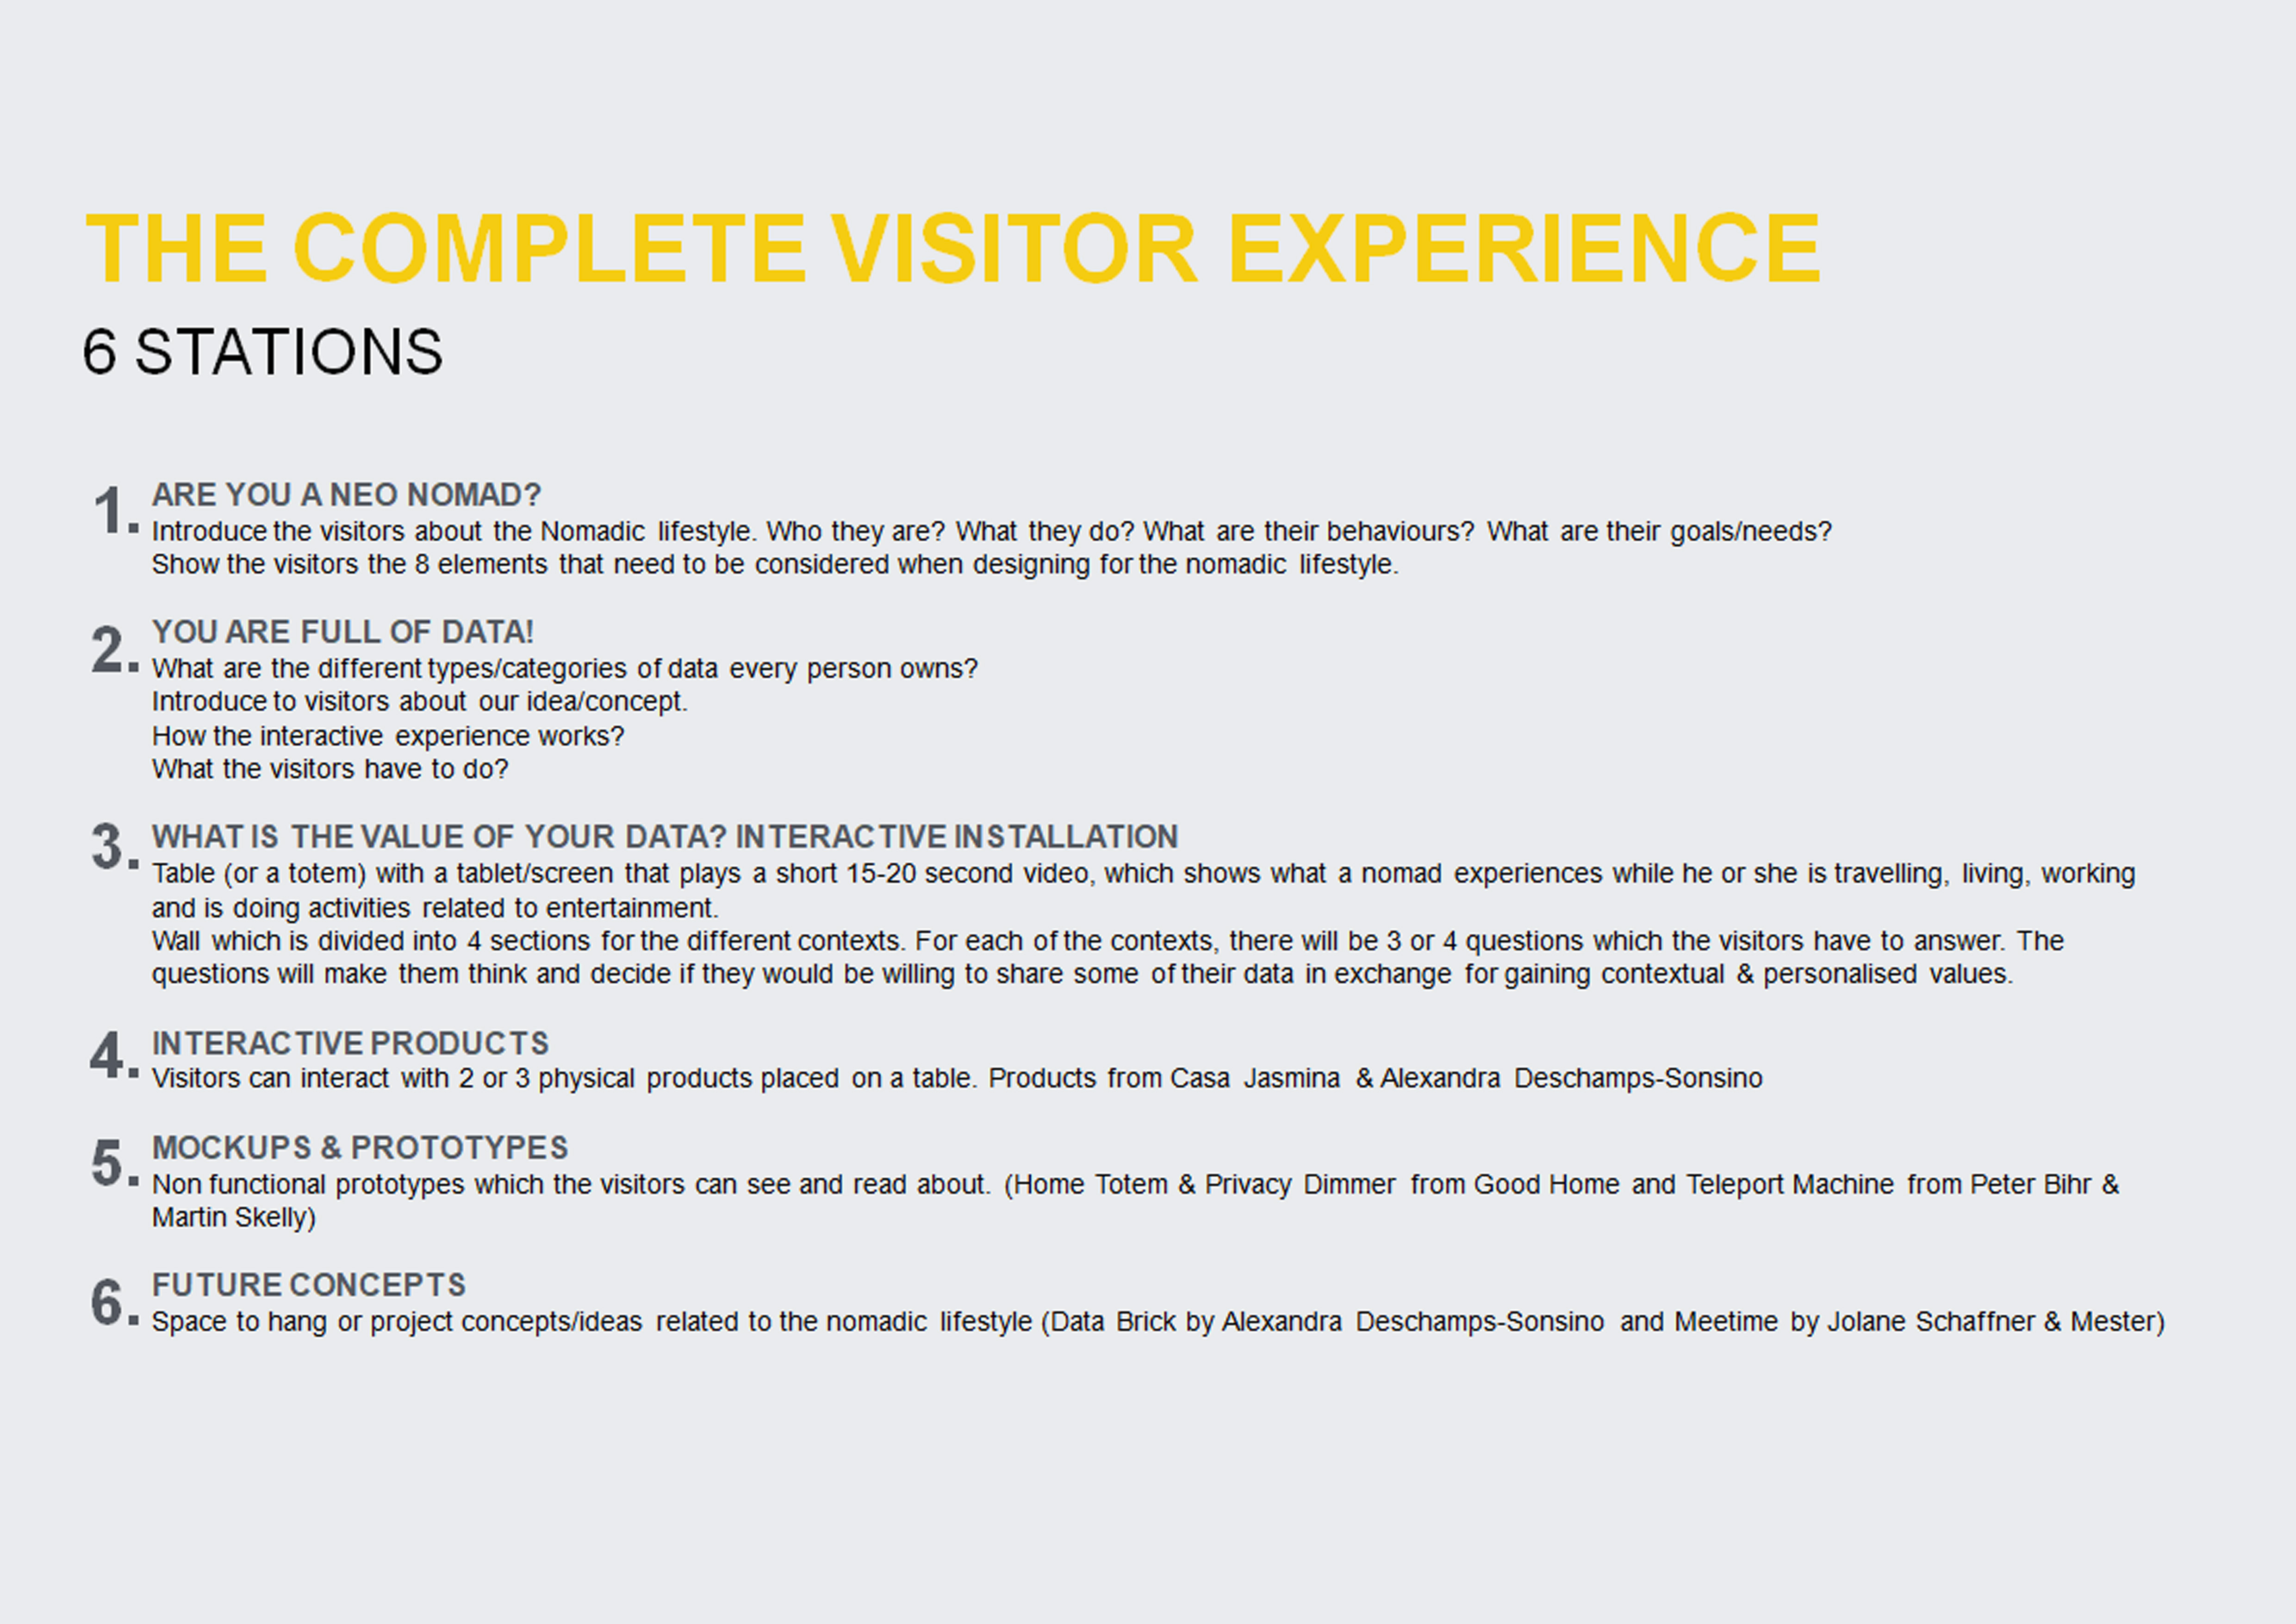 THE COMPLETE VISITOR EXPERIENCE
6 STATIONS
1. ARE YOU A NEO NOMAD?
Introduce the visitors about the Nomadic lifestyle. Who they are? What they do? What are their behaviours? What are their goals/needs?
Show the visitors the 8 elements that need to be considered when designing for the nomadic lifestyle.
2. YOU ARE FULL OF DATA!
What are the different types/categories of data every person owns?
Introduce to visitors about our idea/concept.
How the interactive experience works?
What the visitors have to do?
3. WHAT IS THE VALUE OF YOUR DATA? INTERACTIVE INSTALLATION
Table (or a totem) with a tablet/screen that plays a short 15-20 second video, which shows what a nomad experiences while he or she is travelling, living, working
and is doing activities related to entertainment.
Wall which is divided into 4 sections for the different contexts. For each of the contexts, there will be 3 or 4 questions which the visitors have to answer. The
questions will make them think and decide if they would be willing to share some of their data in exchange for gaining contextual & personalised values.
4. INTERACTIVE PRODUCTS
Visitors can interact with 2 or 3 physical products placed on a table. Products from Casa Jasmina & Alexandra Deschamps-Sonsino
5. MOCKUPS & PROTOTYPES
Non functional prototypes which the visitors can see and read about. (Home Totem & Privacy Dimmer from Good Home and Teleport Machine from Peter Bihr &
Martin Skelly)
6. FUTURE CONCEPTS
Space to hang or project concepts/ideas related to the nomadic lifestyle (Data Brick by Alexandra Deschamps-Sonsino and Meetime by Jolane Schaffner & Mester)